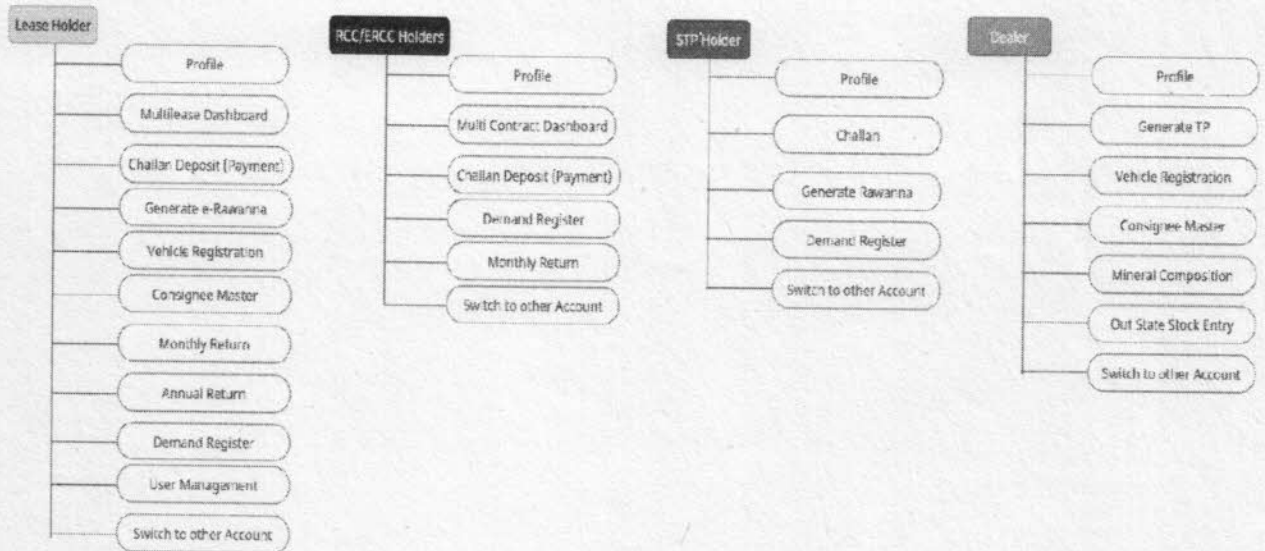 Lease Holder
Profile
Multilease Dashboard
Challan Deposit (Payment)
Generate e-Rawanna
Vehicle Registration
Consignee Master
Monthly Return
Annual Return
Demand Register
User Management
Switch to other Account
RCC/ERCC Holders
Profile
Multi Contract Dashboard
Challan Deposit (Payment)
Demand Register
Monthly Return
Switch to other Account
STP Holder
Profile
Challan
Generate Rawanna
Demand Register
Switch to other Account
Dealer
Profile
Generate TP
Vehicle Registration
Consignee Master
Mineral Composition
Out State Stock Entry
Switch to other Account